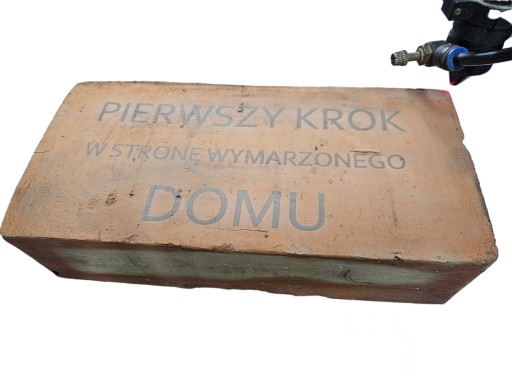 PIERWSZY KROK
W STRONĘ WYMARZONEGO
DOMU